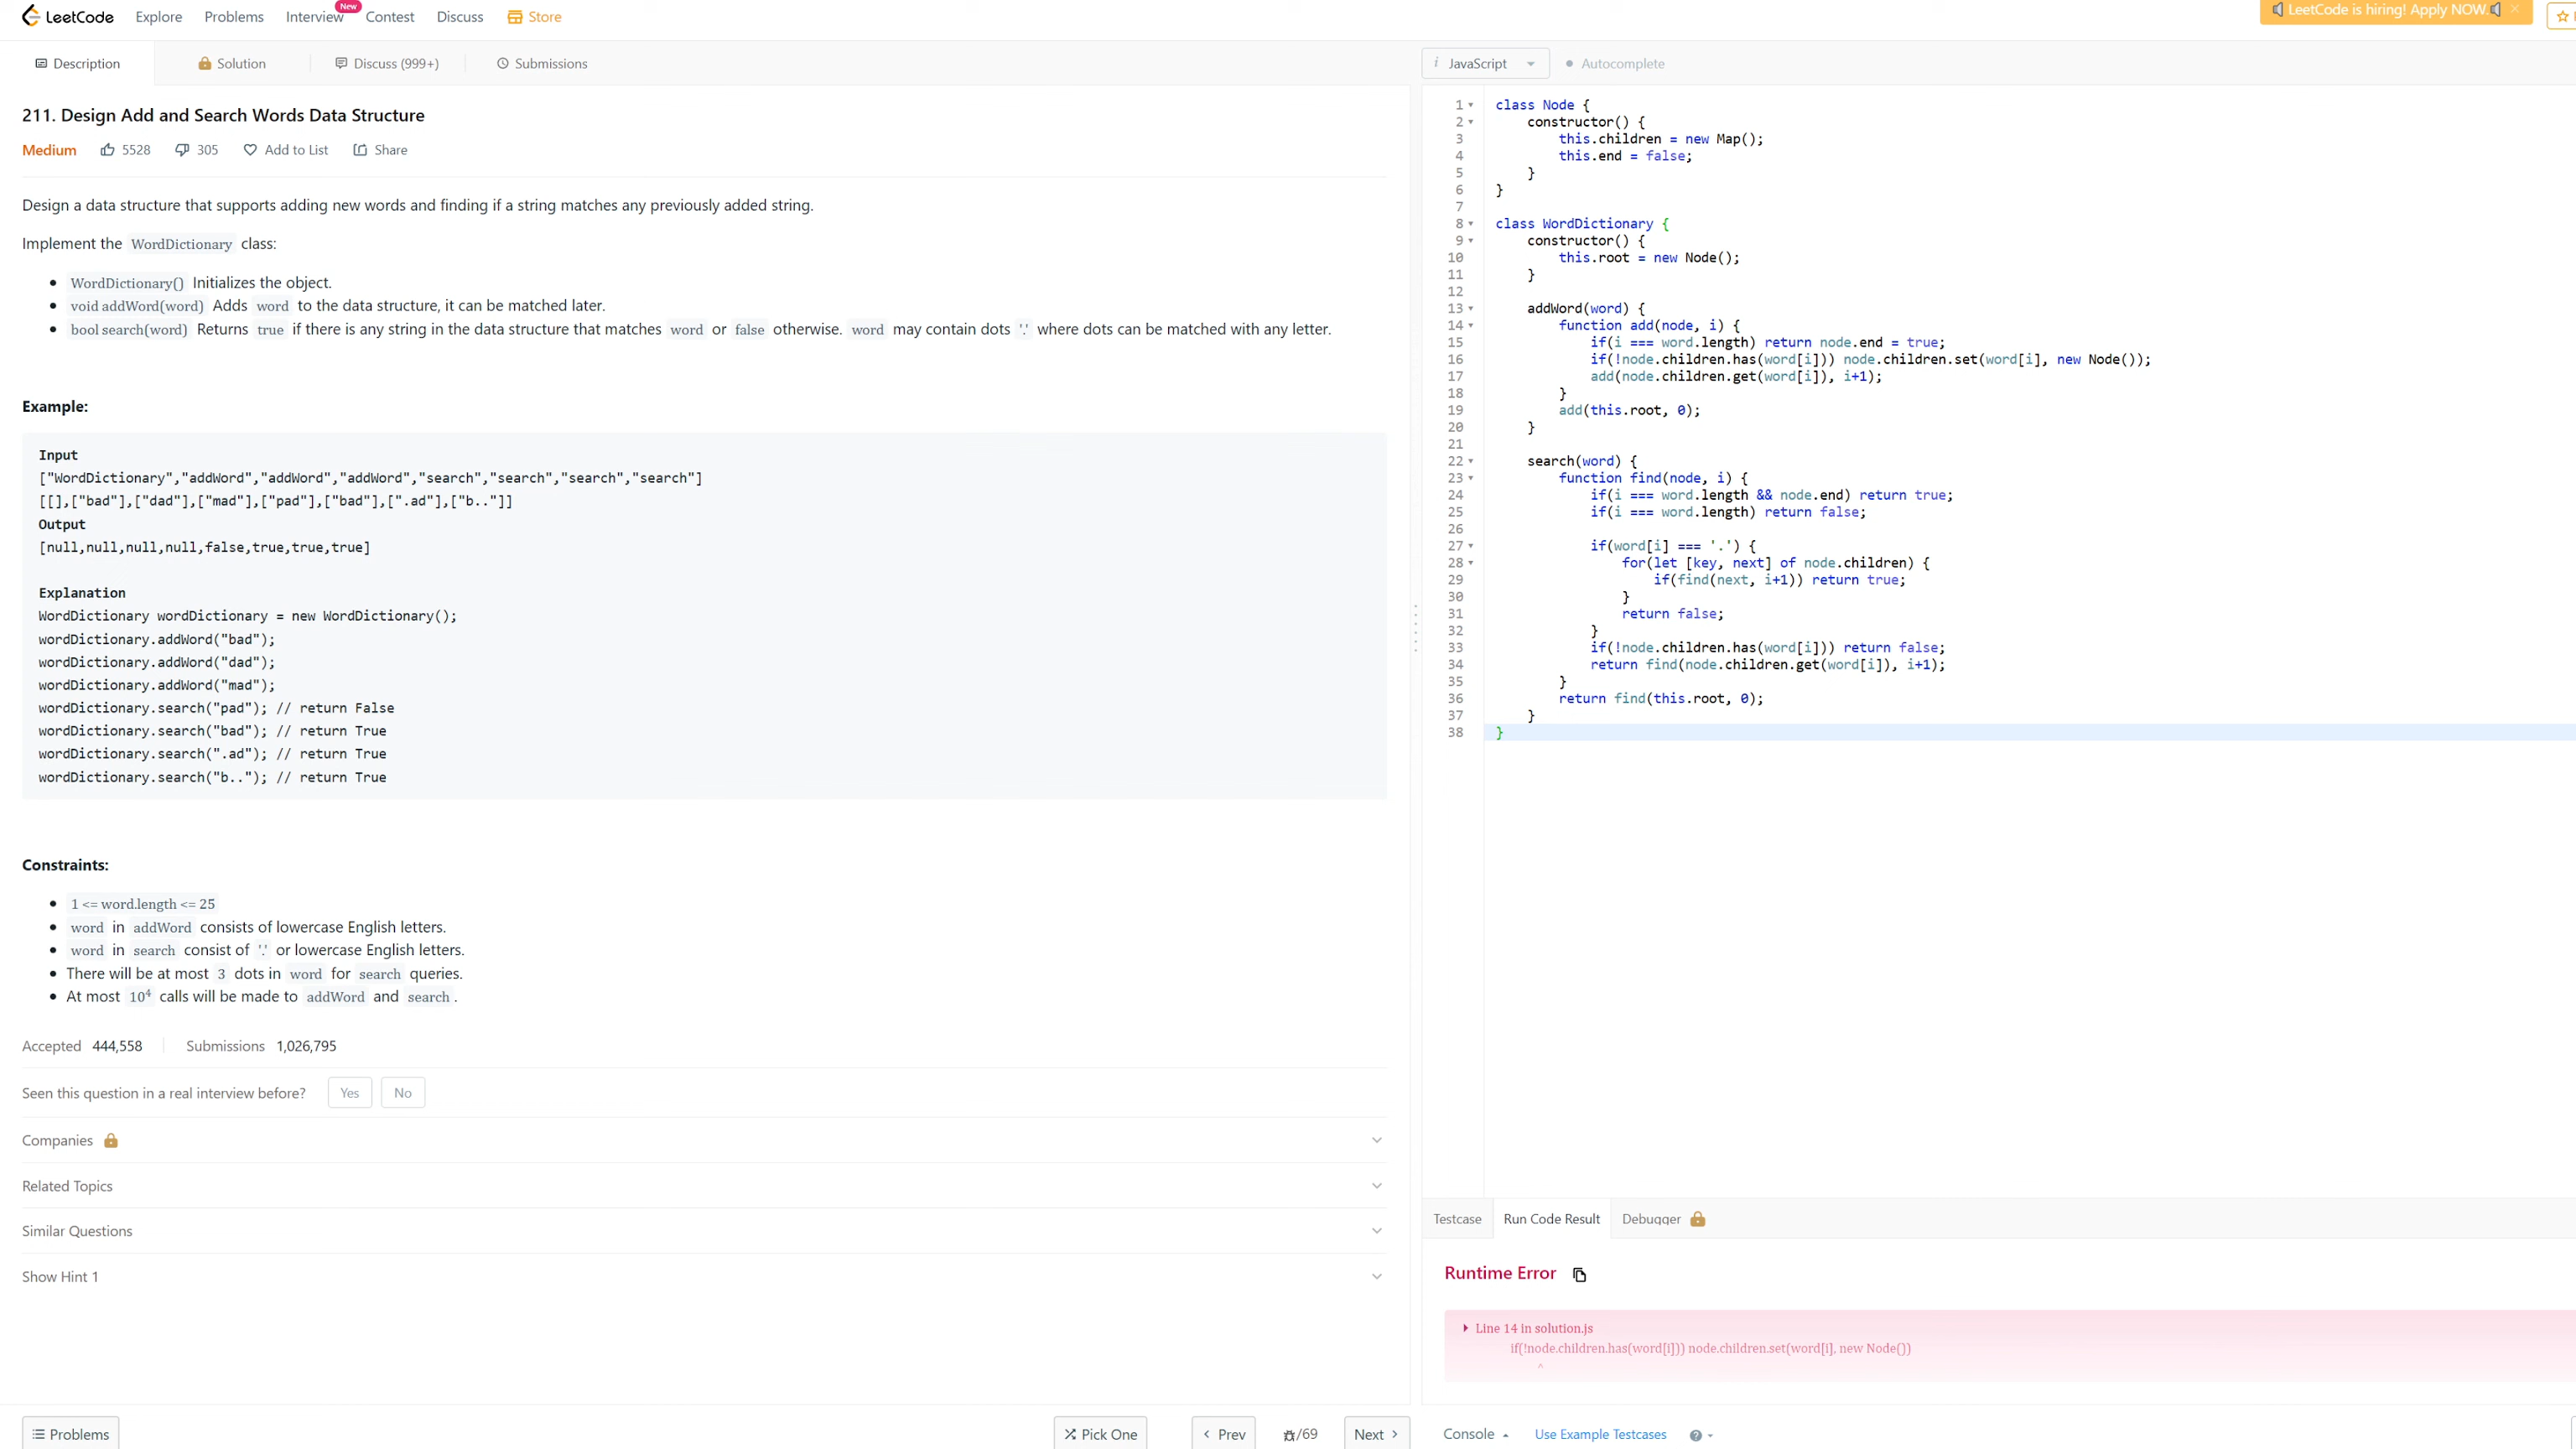 LeetCode Explore Problems Interview New Contest Discuss Store
LeetCode is hiring! Apply NOW.
Description Solution Discuss (999+) Submissions
i JavaScript Autocomplete
211. Design Add and Search Words Data Structure
Medium 5528 305 Add to List Share
Design a data structure that supports adding new words and finding if a string matches any previously added string.
Implement the WordDictionary class:
• WordDictionary() Initializes the object.
• void addWord(word) Adds word to the data structure, it can be matched later.
• bool search(word) Returns true if there is any string in the data structure that matches word or false otherwise. word may contain dots '.' where dots can be matched with any letter.
Example:
Input
["WordDictionary","addWord","addWord","addWord","search","search","search","search"]
[[],["bad"],["dad"],["mad"],["pad"],["bad"],[".ad"],["b.."]]
Output
[null,null,null,null,false,true,true,true]
Explanation
WordDictionary wordDictionary = new WordDictionary();
wordDictionary.addWord("bad");
wordDictionary.addWord("dad");
wordDictionary.addWord("mad");
wordDictionary.search("pad"); // return False
wordDictionary.search("bad"); // return True
wordDictionary.search(".ad"); // return True
wordDictionary.search("b.."); // return True
Constraints:
• 1 <= word.length <= 25
• word in addWord consists of lowercase English letters.
• word in search consist of '.' or lowercase English letters.
• There will be at most 3 dots in word for search queries.
• At most 10⁴ calls will be made to addWord and search.
Accepted 444,558 Submissions 1,026,795
Seen this question in a real interview before? Yes No
Companies
Related Topics
Similar Questions
Show Hint 1
Problems Pick One Prev /69 Next
1 class Node {
2     constructor() {
3         this.children = new Map();
4         this.end = false;
5     }
6 }
7
8 class WordDictionary {
9     constructor() {
10         this.root = new Node();
11     }
12
13     addWord(word) {
14         function add(node, i) {
15             if(i === word.length) return node.end = true;
16             if(!node.children.has(word[i])) node.children.set(word[i], new Node());
17             add(node.children.get(word[i]), i+1);
18         }
19         add(this.root, 0);
20     }
21
22     search(word) {
23         function find(node, i) {
24             if(i === word.length && node.end) return true;
25             if(i === word.length) return false;
26
27             if(word[i] === '.') {
28                 for(let [key, next] of node.children) {
29                     if(find(next, i+1)) return true;
30                 }
31                 return false;
32             }
33             if(!node.children.has(word[i])) return false;
34             return find(node.children.get(word[i]), i+1);
35         }
36         return find(this.root, 0);
37     }
38 }
Testcase Run Code Result Debugger
Runtime Error
Line 14 in solution.js
if(!node.children.has(word[i])) node.children.set(word[i], new Node())
^
Console Use Example Testcases ?